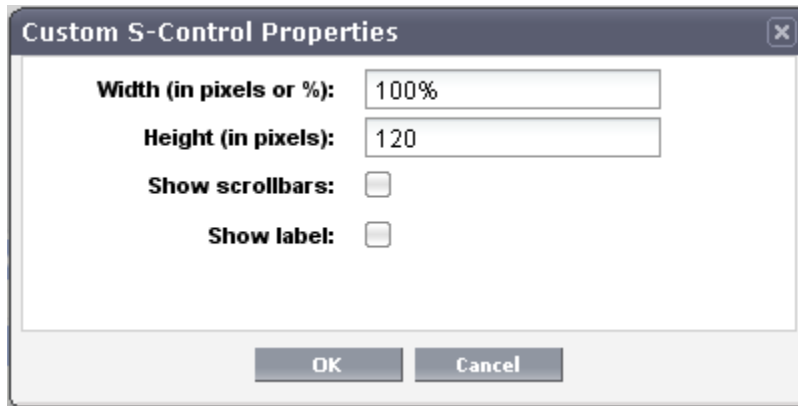 Custom S-Control Properties
Width (in pixels or %): 100%
Height (in pixels): 120
Show scrollbars:
Show label:
OK Cancel